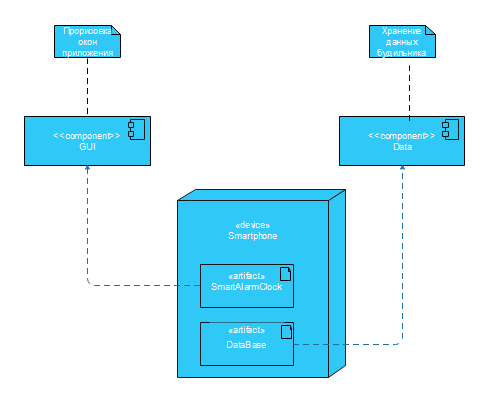 Прорисовка
окон
приложения
Хранение
данных
будильника
<<component>>
GUI
<<component>>
Data
«device»
Smartphone
«artifact»
SmartAlarmClock
«artifact»
DataBase